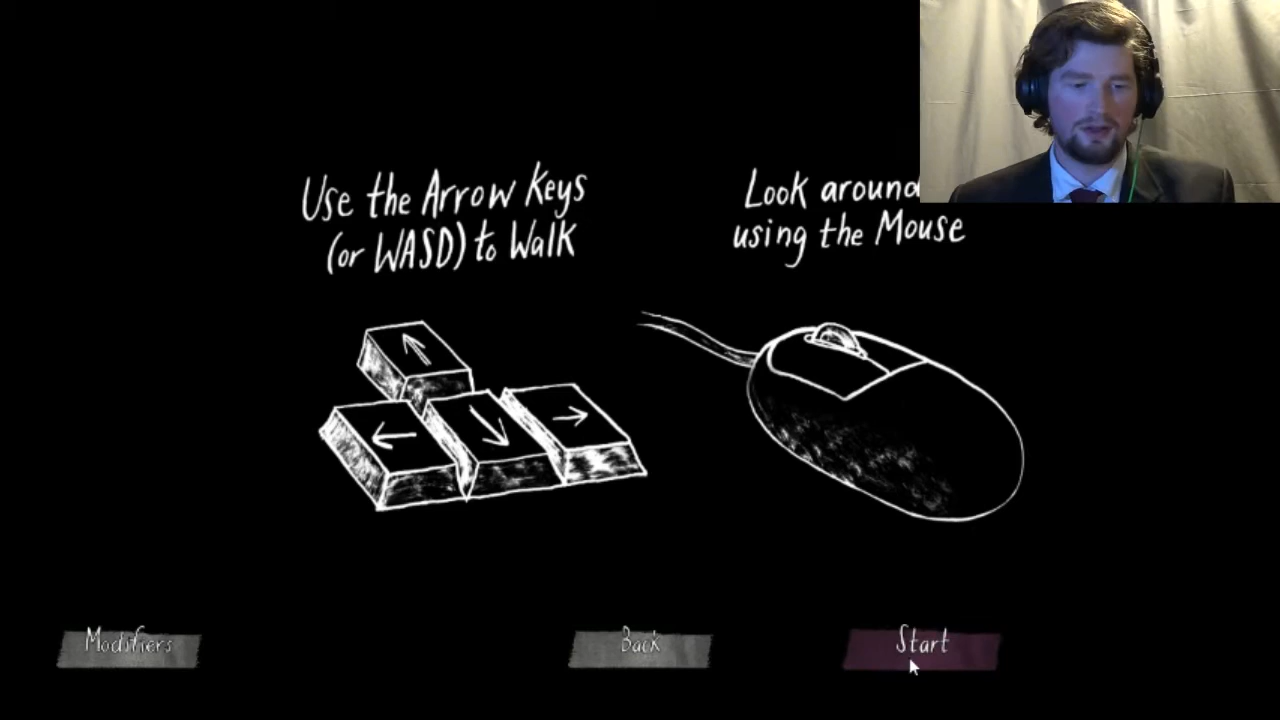 Use the Arrow Keys
(or WASD) to Walk
Look around
using the Mouse
Modifiers
Back
Start